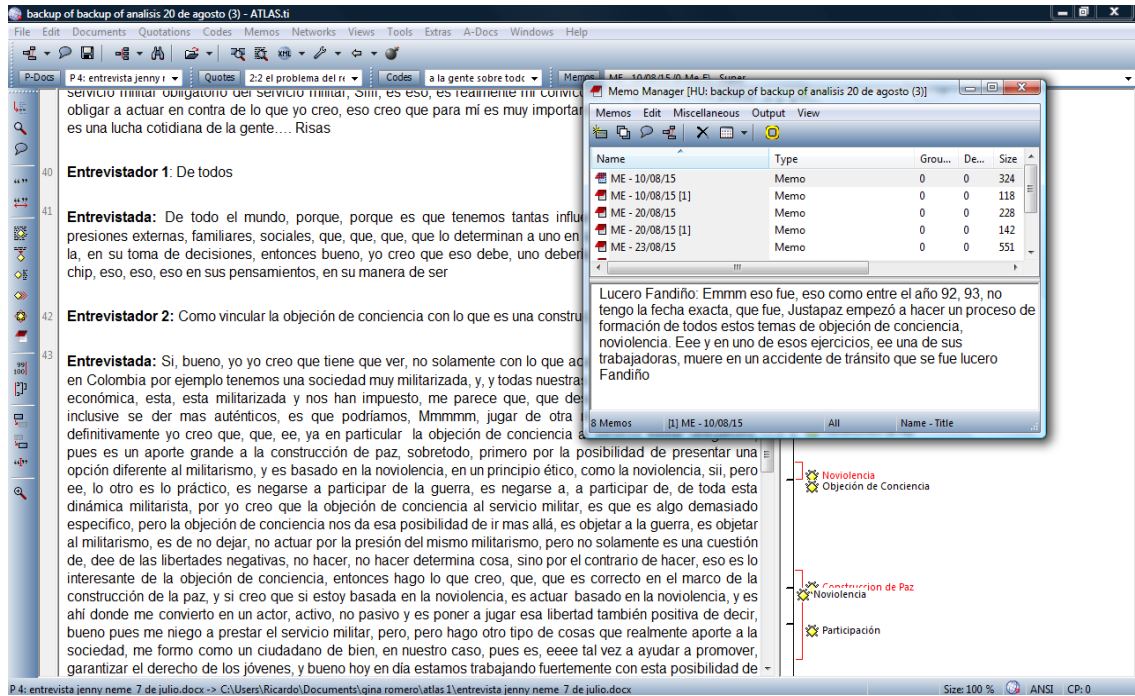 backup of backup of analisis 20 de agosto (3) - ATLAS.ti
File Edit Documents Quotations Codes Memos Networks Views Tools Extras A-Docs Windows Help
P-Docs P 4: entrevista jenny r Quotes 2:2 el problema del re Codes a la gente sobre todc Memos ME - 10/08/15 {0-Me-F} - Super
servicio militar obligatorio del servicio militar, Siiii, es eso, es realmente mi convicc
obligar a actuar en contra de lo que yo creo, eso creo que para mí es muy importan
es una lucha cotidiana de la gente…. Risas
40 Entrevistador 1: De todos
41 Entrevistada: De todo el mundo, porque, porque es que tenemos tantas influe
presiones externas, familiares, sociales, que, que, que, que lo determinan a uno en
la, en su toma de decisiones, entonces bueno, yo creo que eso debe, uno deberi
chip, eso, eso, eso en sus pensamientos, en su manera de ser
42 Entrevistador 2: Como vincular la objeción de conciencia con lo que es una constru
43 Entrevistada: Si, bueno, yo yo creo que tiene que ver, no solamente con lo que ac
en Colombia por ejemplo tenemos una sociedad muy militarizada, y, y todas nuestras
económica, esta, esta militarizada y nos han impuesto, me parece que, que des
inclusive se der mas auténticos, es que podríamos, Mmmmm, jugar de otra
definitivamente yo creo que, que, ee, ya en particular la objeción de conciencia a
pues es un aporte grande a la construcción de paz, sobretodo, primero por la posibilidad de presentar una
opción diferente al militarismo, y es basado en la noviolencia, en un principio ético, como la noviolencia, sii, pero
ee, lo otro es lo práctico, es negarse a participar de la guerra, es negarse a, a participar de, de toda esta
dinámica militarista, por yo creo que la objeción de conciencia al servicio militar, es que es algo demasiado
especifico, pero la objeción de conciencia nos da esa posibilidad de ir mas allá, es objetar a la guerra, es objetar
al militarismo, es de no dejar, no actuar por la presión del mismo militarismo, pero no solamente es una cuestión
de, dee de las libertades negativas, no hacer, no hacer determina cosa, sino por el contrario de hacer, eso es lo
interesante de la objeción de conciencia, entonces hago lo que creo, que, que es correcto en el marco de la
construcción de la paz, y si creo que si estoy basada en la noviolencia, es actuar basado en la noviolencia, y es
ahí donde me convierto en un actor, activo, no pasivo y es poner a jugar esa libertad también positiva de decir,
bueno pues me niego a prestar el servicio militar, pero, pero hago otro tipo de cosas que realmente aporte a la
sociedad, me formo como un ciudadano de bien, en nuestro caso, pues es, eeee tal vez a ayudar a promover,
garantizar el derecho de los jóvenes, y bueno hoy en día estamos trabajando fuertemente con esta posibilidad de
Memo Manager [HU: backup of backup of analisis 20 de agosto (3)]
Memos Edit Miscellaneous Output View
Name Type Grou... De... Size
ME - 10/08/15 Memo 0 0 324
ME - 10/08/15 [1] Memo 0 0 118
ME - 20/08/15 Memo 0 0 228
ME - 20/08/15 [1] Memo 0 0 142
ME - 23/08/15 Memo 0 0 551
Lucero Fandiño: Emmm eso fue, eso como entre el año 92, 93, no
tengo la fecha exacta, que fue, Justapaz empezó a hacer un proceso de
formación de todos estos temas de objeción de conciencia,
noviolencia. Eee y en uno de esos ejercicios, ee una de sus
trabajadoras, muere en un accidente de tránsito que se fue lucero
Fandiño
8 Memos [1] ME - 10/08/15 All Name - Title
Noviolencia
Objeción de Conciencia
Construccion de Paz
Noviolencia
Participación
P 4: entrevista jenny neme 7 de julio.docx -> C:\Users\Ricardo\Documents\gina romero\atlas 1\entrevista jenny neme 7 de julio.docx Size: 100 % ANSI CP: 0